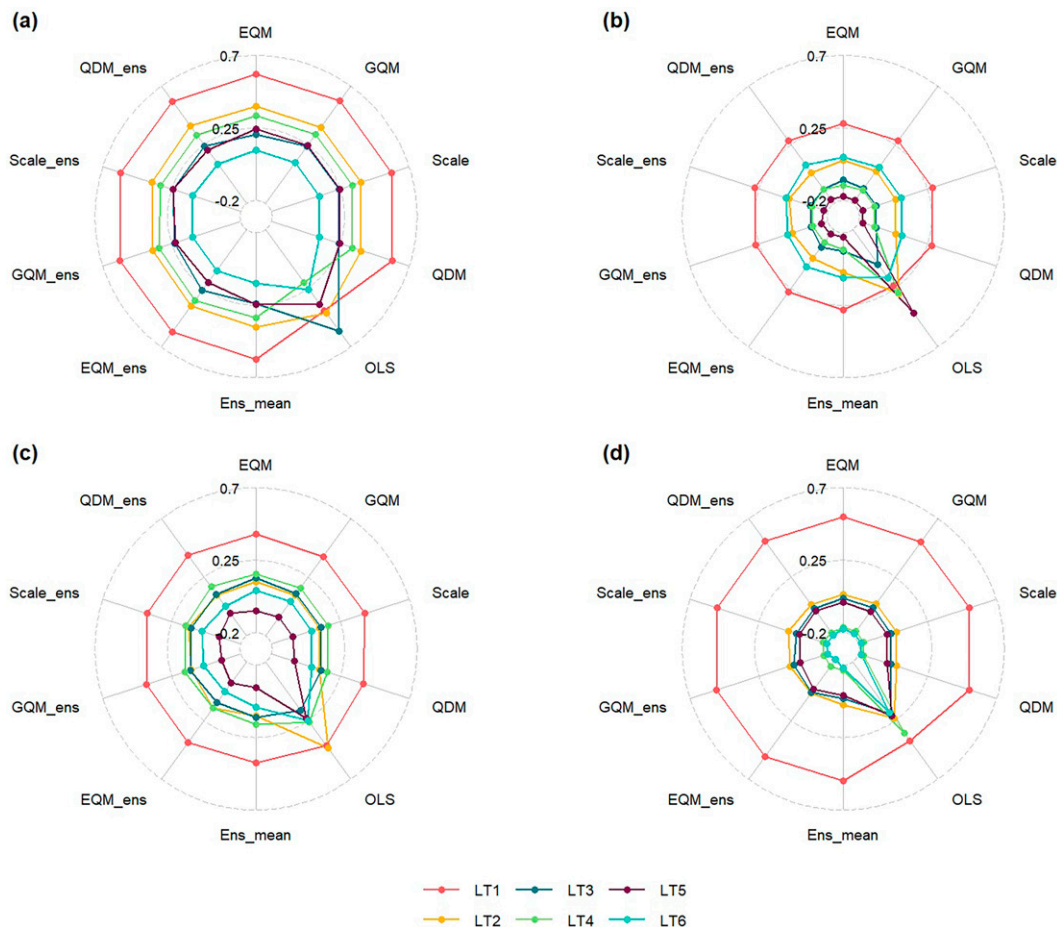 (a)
EQM
0.7
QDM_ens
GQM
0.25
Scale_ens
Scale
-0.2
GQM_ens
QDM
EQM_ens
OLS
Ens_mean
(b)
EQM
0.7
QDM_ens
GQM
0.25
Scale_ens
Scale
-0.2
GQM_ens
QDM
EQM_ens
OLS
Ens_mean
(c)
EQM
0.7
QDM_ens
GQM
0.25
Scale_ens
Scale
-0.2
GQM_ens
QDM
EQM_ens
OLS
Ens_mean
(d)
EQM
0.7
QDM_ens
GQM
0.25
Scale_ens
Scale
-0.2
GQM_ens
QDM
EQM_ens
OLS
Ens_mean
LT1 LT3 LT5
LT2 LT4 LT6